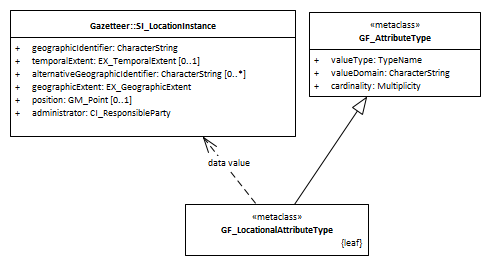 Gazetteer::SI_LocationInstance
+ geographicIdentifier: CharacterString
+ temporalExtent: EX_TemporalExtent [0..1]
+ alternativeGeographicIdentifier: CharacterString [0..*]
+ geographicExtent: EX_GeographicExtent
+ position: GM_Point [0..1]
+ administrator: CI_ResponsibleParty
«metaclass»
GF_AttributeType
+ valueType: TypeName
+ valueDomain: CharacterString
+ cardinality: Multiplicity
data value
«metaclass»
GF_LocationalAttributeType
{leaf}